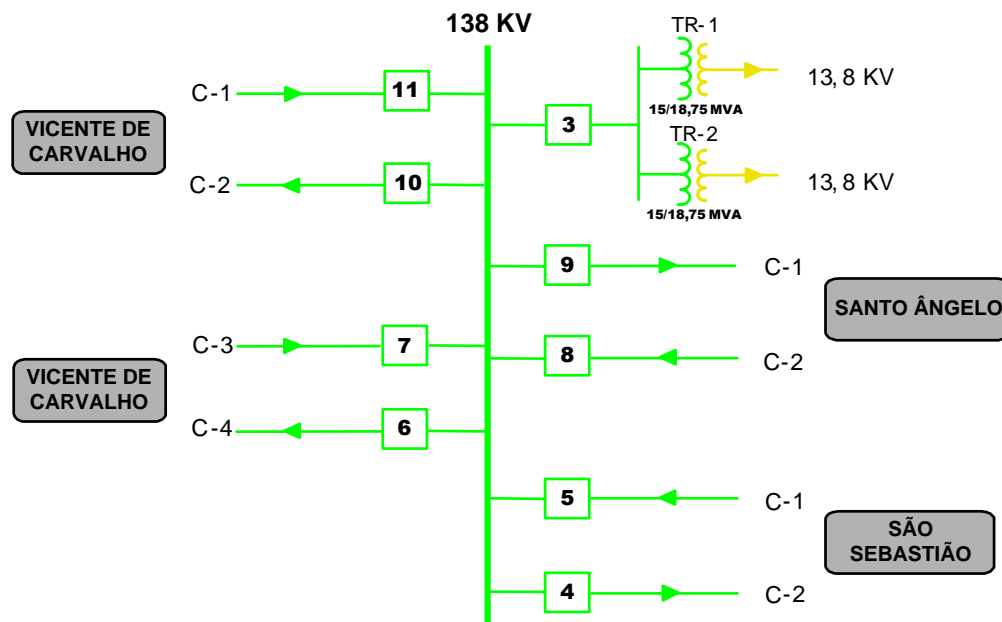 138 KV
TR-1
C-1
11
13,8 KV
VICENTE DE
CARVALHO
15/18,75 MVA
3
TR-2
C-2
10
13,8 KV
15/18,75 MVA
9
C-1
SANTO ÂNGELO
C-3
7
8
C-2
VICENTE DE
CARVALHO
C-4
6
5
C-1
SÃO
SEBASTIÃO
4
C-2